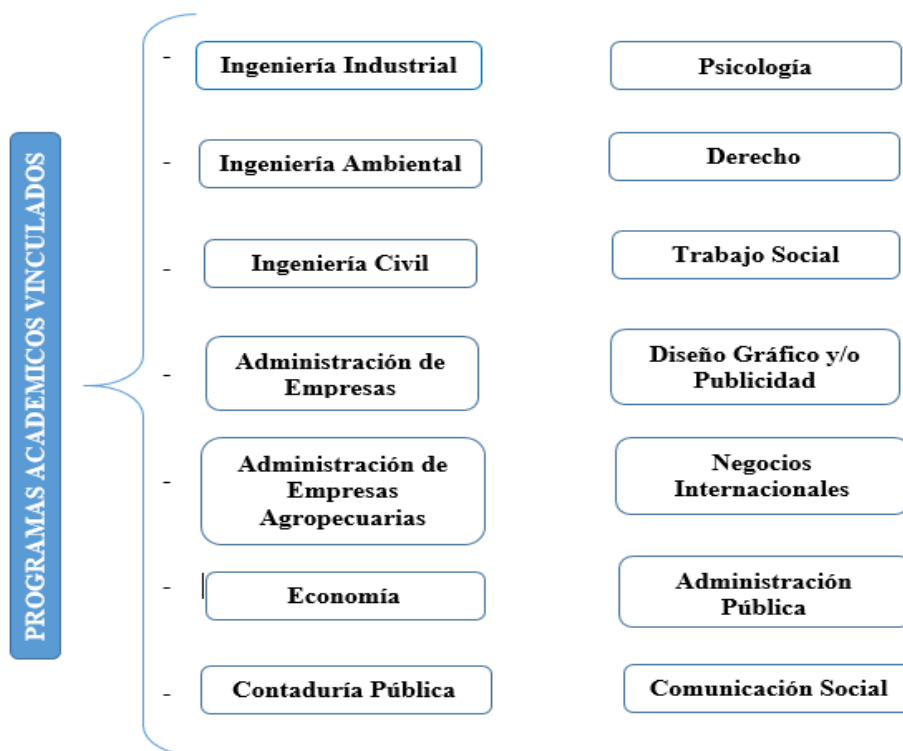 PROGRAMAS ACADEMICOS VINCULADOS
- Ingeniería Industrial
Psicología
- Ingeniería Ambiental
Derecho
- Ingeniería Civil
Trabajo Social
- Administración de
Empresas
Diseño Gráfico y/o
Publicidad
- Administración de
Empresas
Agropecuarias
Negocios
Internacionales
- Economía
Administración
Pública
- Contaduría Pública
Comunicación Social